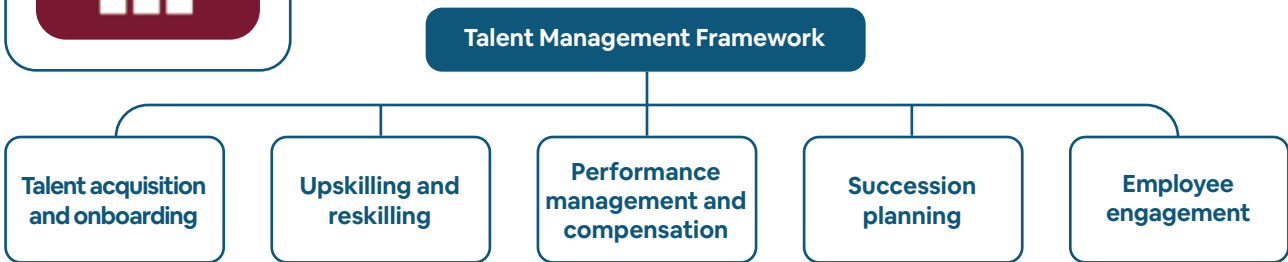 Talent Management Framework
Talent acquisition
and onboarding
Upskilling and
reskilling
Performance
management and
compensation
Succession
planning
Employee
engagement